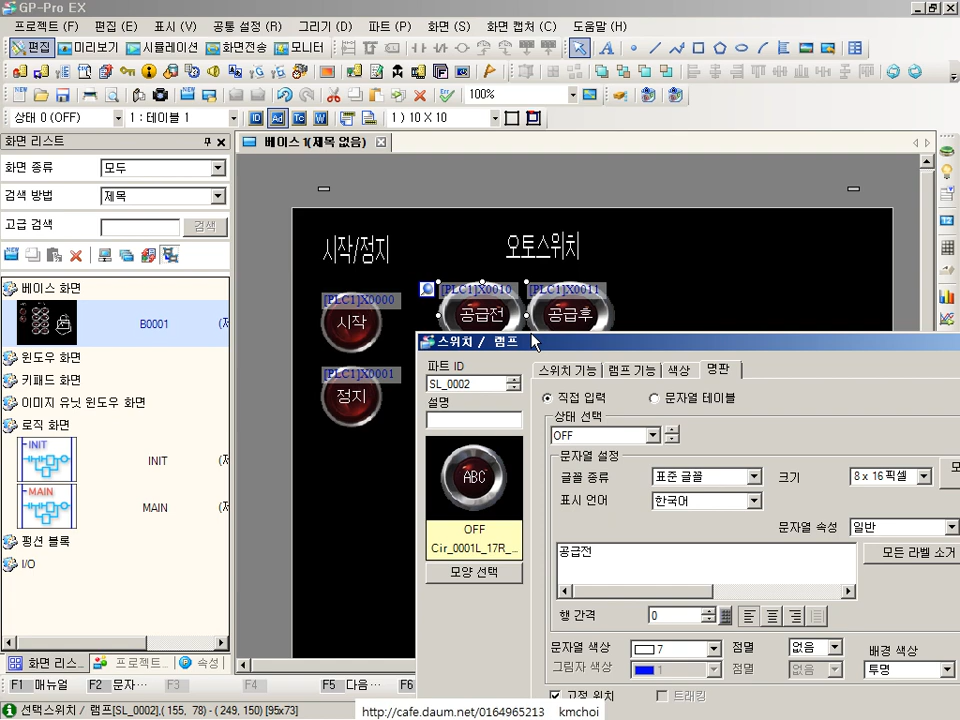 GP-Pro EX
프로젝트 (F) 편집 (E) 표시 (V) 공통 설정 (R) 그리기 (D) 파트 (P) 화면 (S) 화면 캡처 (C) 도움말 (H)
편집 미리보기 시뮬레이션 화면전송 모니터
100%
상태 0 (OFF) 1 : 테이블 1 ID Ad Tc W 1 ) 10 X 10
화면 리스트
베이스 1(제목 없음)
화면 종류 모두
검색 방법 제목
고급 검색 검색
베이스 화면
B0001
윈도우 화면
키패드 화면
이미지 유닛 윈도우 화면
로직 화면
INIT INIT
MAIN MAIN
펑션 블록
I/O
시작/정지 오토스위치
[PLC1]X0000 [PLC1]X0010 [PLC1]X0011
시작 공급전 공급후
[PLC1]X0001
정지
스위치 / 램프
파트 ID
SL_0002
설명
ABC
OFF
Cir_0001L_17R_...
모양 선택
스위치 기능 램프 기능 색상 명판
직접 입력 문자열 테이블
상태 선택
OFF
문자열 설정
글꼴 종류 표준 글꼴 크기 8 x 16 픽셀
표시 언어 한국어
문자열 속성 일반
공급전
모든 라벨 소거
행 간격 0
문자열 색상 7 점멸 없음 배경 색상
그림자 색상 1 점멸 없음 투명
고정 위치 트래킹
화면 리스... 프로젝트... 속성
F1 매뉴얼 F2 문자... F3 F4 F5 다음... F6
선택스위치 / 램프[SL_0002],( 155, 78) - ( 249, 150) [95x73]
http://cafe.daum.net/0164965213 kmchoi